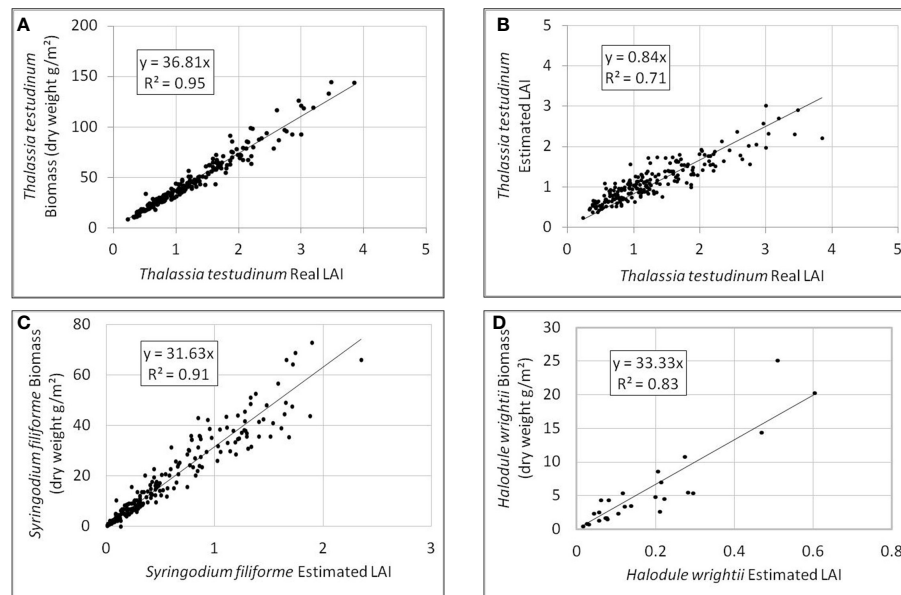 A
200
150
100
50
0
Thalassia testudinum
Biomass (dry weight g/m²)
y = 36.81x
R² = 0.95
0 1 2 3 4 5
Thalassia testudinum Real LAI
B
5
4
3
2
1
0
Thalassia testudinum
Estimated LAI
y = 0.84x
R² = 0.71
0 1 2 3 4 5
Thalassia testudinum Real LAI
C
80
60
40
20
0
Syringodium filiforme Biomass
(dry weight g/m²)
y = 31.63x
R² = 0.91
0 1 2 3
Syringodium filiforme Estimated LAI
D
30
25
20
15
10
5
0
Halodule wrightii Biomass
(dry weight g/m²)
y = 33.33x
R² = 0.83
0 0.2 0.4 0.6 0.8
Halodule wrightii Estimated LAI